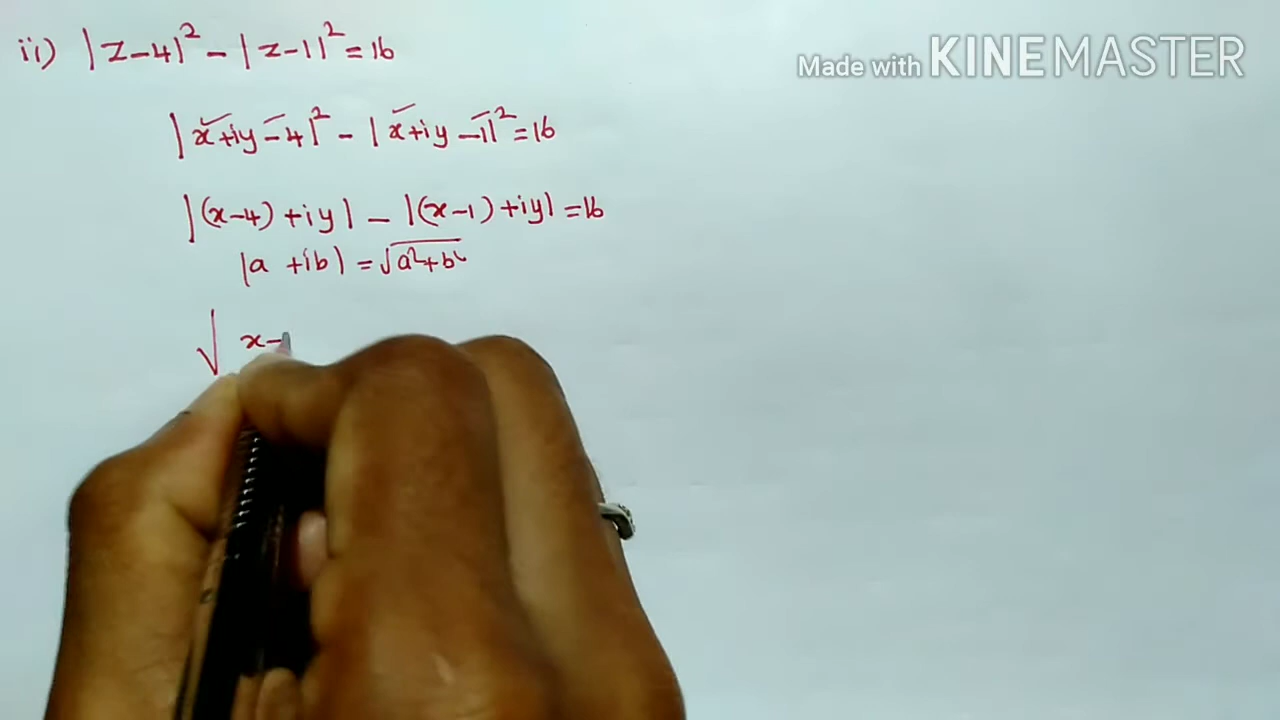 ii) |z-4|² - |z-1|² = 16
Made with KINEMASTER
|x+iy-4|² - |x+iy-1|² = 16
|(x-4)+iy| - |(x-1)+iy| = 16
|a+ib| = √a²+b²
√ x-